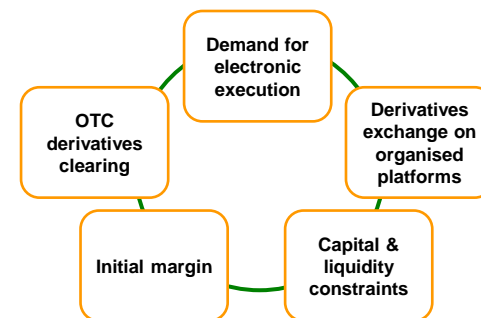 Demand for
electronic
execution
OTC
derivatives
clearing
Derivatives
exchange on
organised
platforms
Initial margin
Capital &
liquidity
constraints